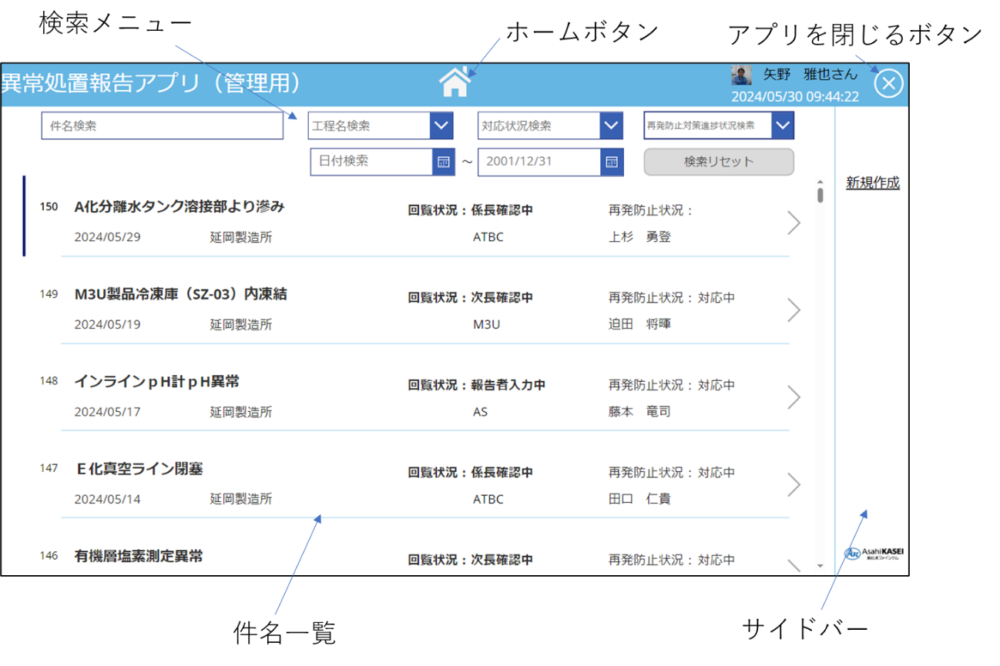 検索メニュー
ホームボタン
アプリを閉じるボタン
異常処置報告アプリ（管理用）
矢野　雅也さん
2024/05/30 09:44:22
件名検索
工程名検索
対応状況検索
再発防止対策進捗状況検索
日付検索
～
2001/12/31
検索リセット
新規作成
150 A化分離水タンク溶接部より滲み 回覧状況：係長確認中 再発防止状況：
2024/05/29 延岡製造所 ATBC 上杉　勇登
149 M3U製品冷凍庫（SZ-03）内凍結 回覧状況：次長確認中 再発防止状況： 対応中
2024/05/19 延岡製造所 M3U 迫田　将暉
148 インラインｐH計ｐH異常 回覧状況：報告者入力中 再発防止状況： 対応中
2024/05/17 延岡製造所 AS 藤本　竜司
147 Ｅ化真空ライン閉塞 回覧状況：係長確認中 再発防止状況： 対応中
2024/05/14 延岡製造所 ATBC 田口　仁貴
146 有機層塩素測定異常 回覧状況：次長確認中 再発防止状況： 対応中
AsahiKASEI
件名一覧
サイドバー